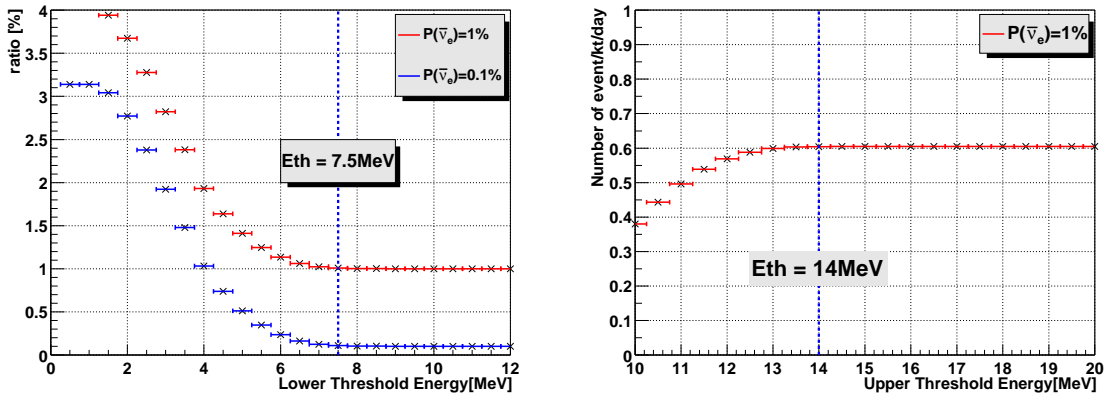 ratio [%]
4
3.5
3
2.5
2
1.5
1
0.5
0
P(ν̅e)=1%
P(ν̅e)=0.1%
Eth = 7.5MeV
0 2 4 6 8 10 12
Lower Threshold Energy[MeV]
Number of event/kt/day
1
0.9
0.8
0.7
0.6
0.5
0.4
0.3
0.2
0.1
0
P(ν̅e)=1%
Eth = 14MeV
10 11 12 13 14 15 16 17 18 19 20
Upper Threshold Energy[MeV]